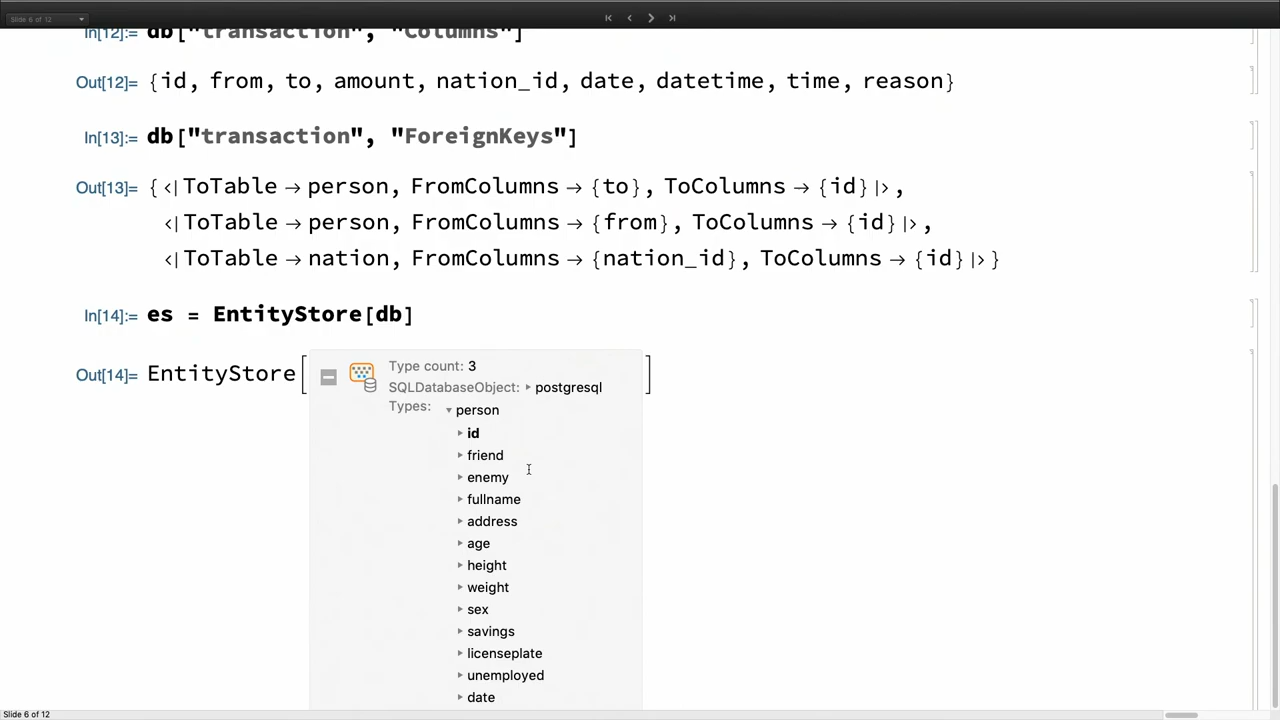 Slide 6 of 12
In[12]:= db["transaction", "Columns"]
Out[12]= {id, from, to, amount, nation_id, date, datetime, time, reason}
In[13]:= db["transaction", "ForeignKeys"]
Out[13]= {<|ToTable → person, FromColumns → {to}, ToColumns → {id}|>,
<|ToTable → person, FromColumns → {from}, ToColumns → {id}|>,
<|ToTable → nation, FromColumns → {nation_id}, ToColumns → {id}|>}
In[14]:= es = EntityStore[db]
Out[14]= EntityStore[
Type count: 3
SQLDatabaseObject: postgresql
Types: person
id
friend
enemy
fullname
address
age
height
weight
sex
savings
licenseplate
unemployed
date
]
Slide 6 of 12